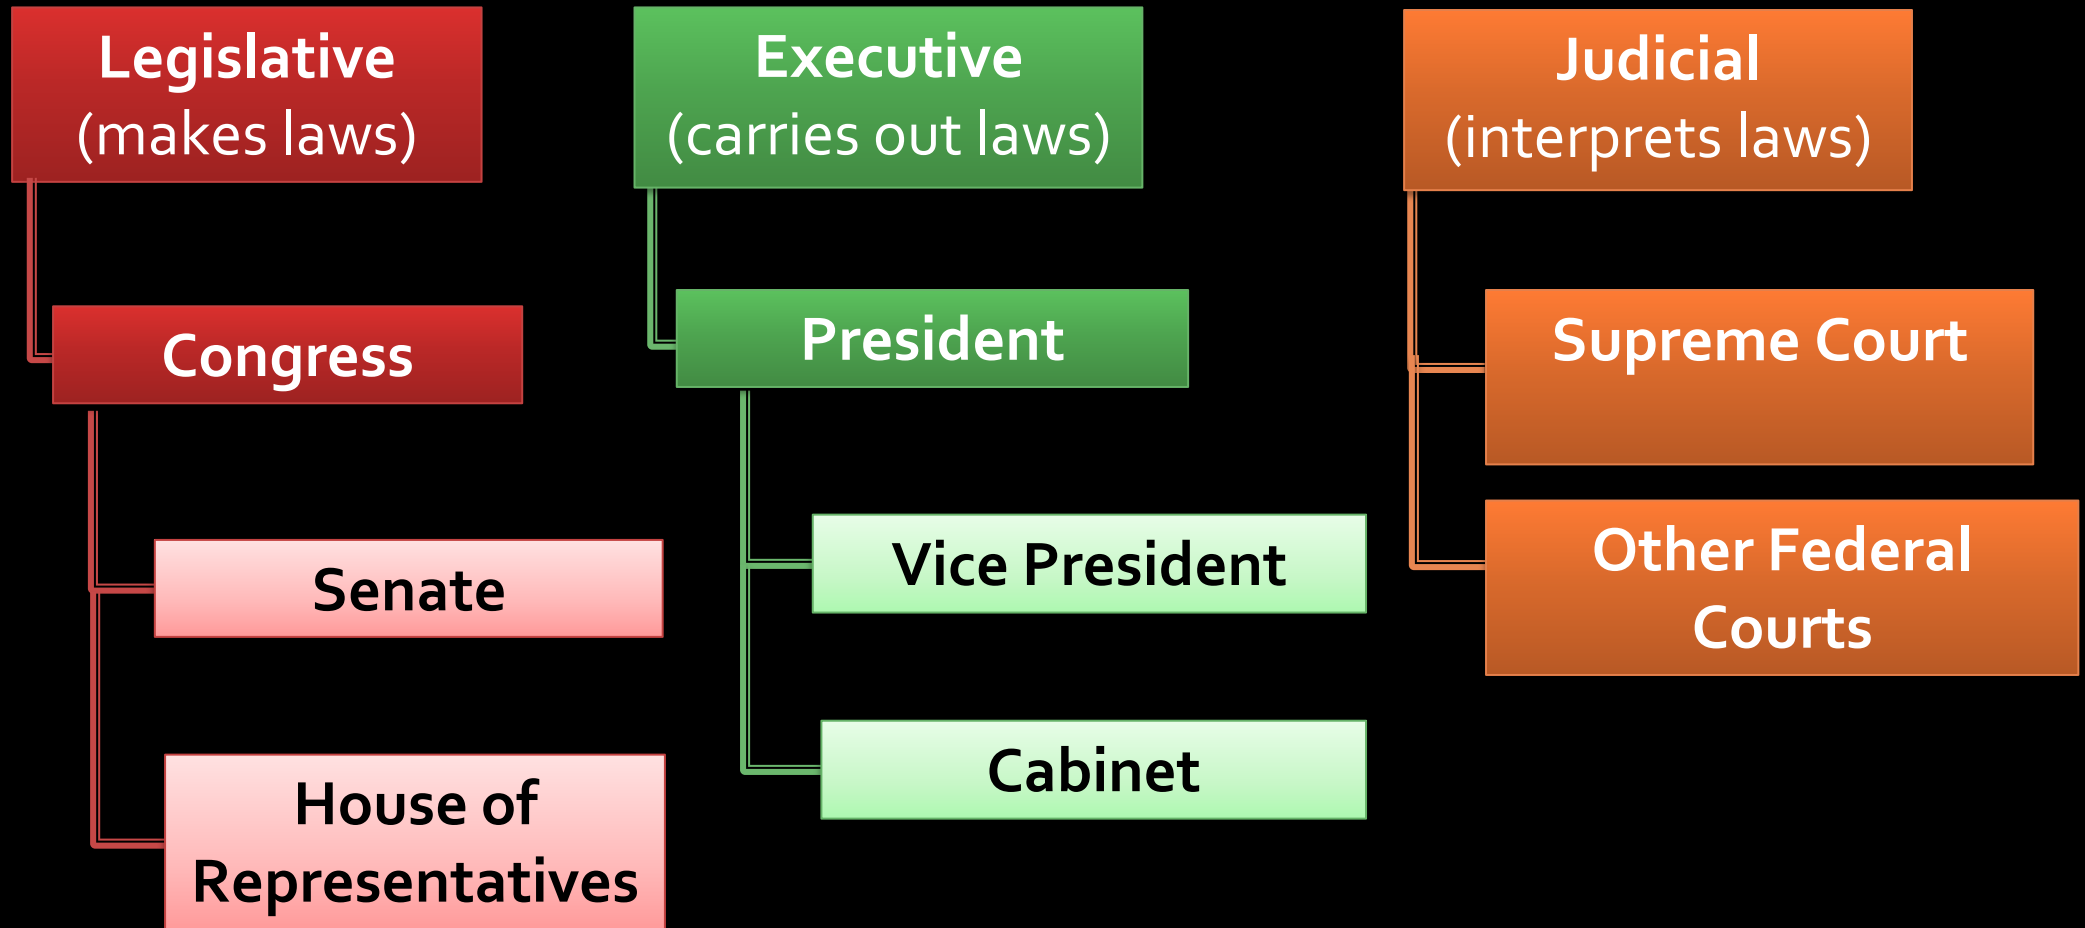 Legislative
(makes laws)
Congress
Senate
House of
Representatives
Executive
(carries out laws)
President
Vice President
Cabinet
Judicial
(interprets laws)
Supreme Court
Other Federal
Courts